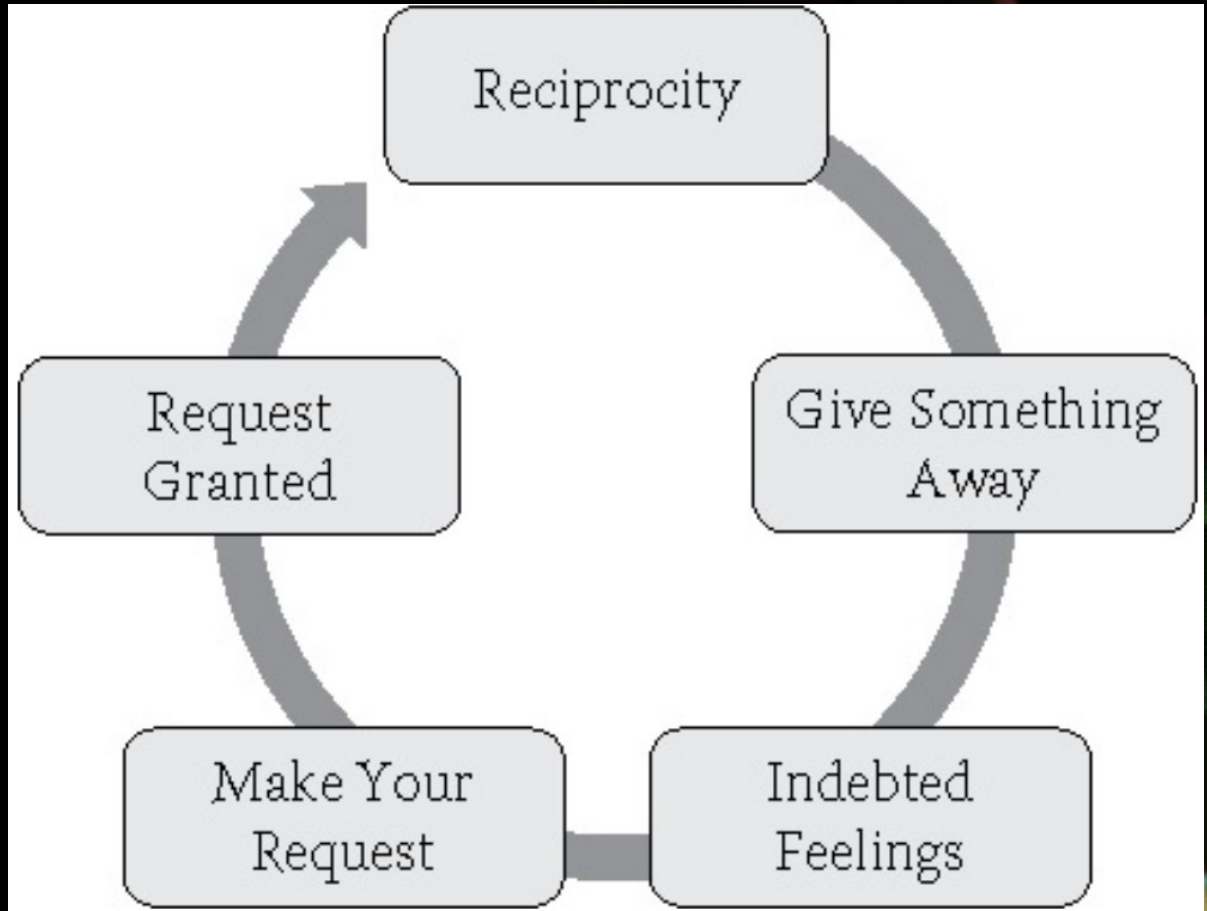 Reciprocity
Give Something
Away
Indebted
Feelings
Make Your
Request
Request
Granted